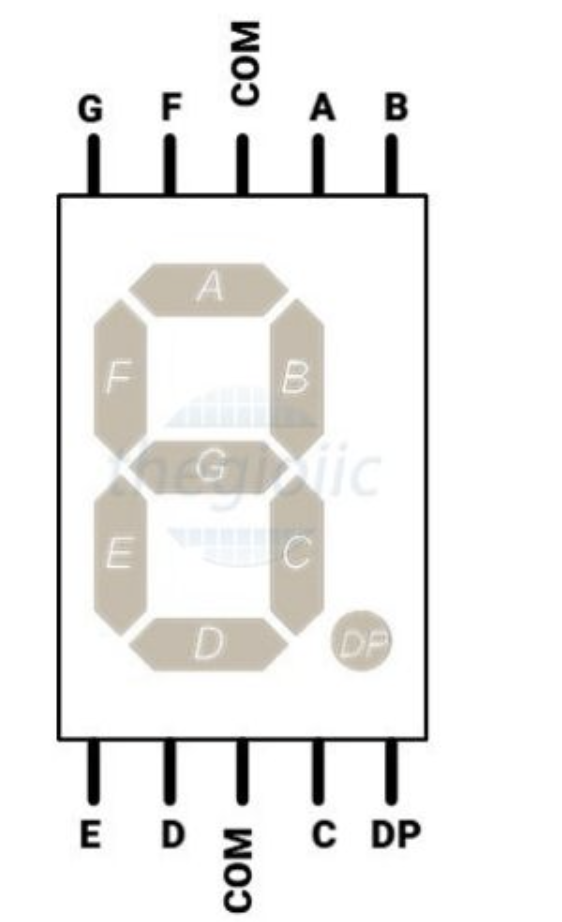 G F COM A B
A
F B
thegioiic
G
E C
D DP
E D COM C DP